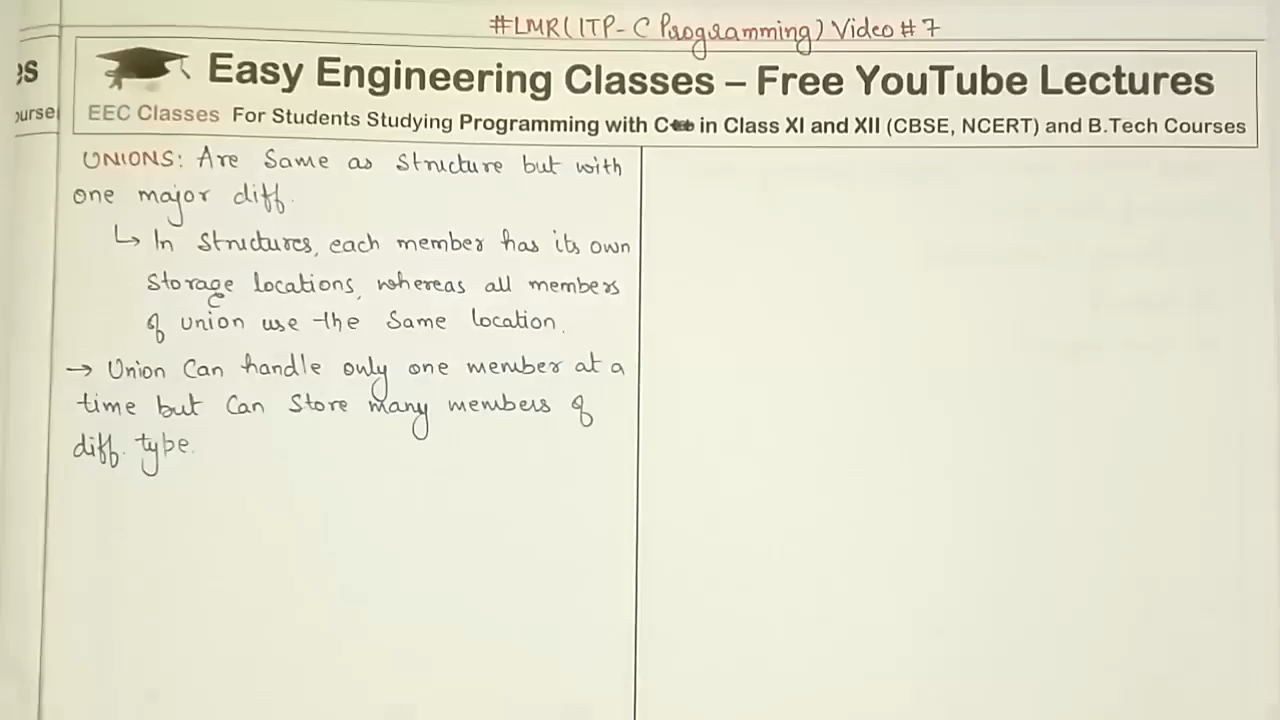 #LMR(ITP-C Programming) Video #7
es
Easy Engineering Classes – Free YouTube Lectures
ourse
EEC Classes For Students Studying Programming with C in Class XI and XII (CBSE, NCERT) and B.Tech Courses
UNIONS: Are Same as Structure but with
one major diff.
↳ In Structures, each member has its own
Storage locations, whereas all members
of union use the Same location.
→ Union Can handle only one member at a
time but Can Store many members of
diff. type.